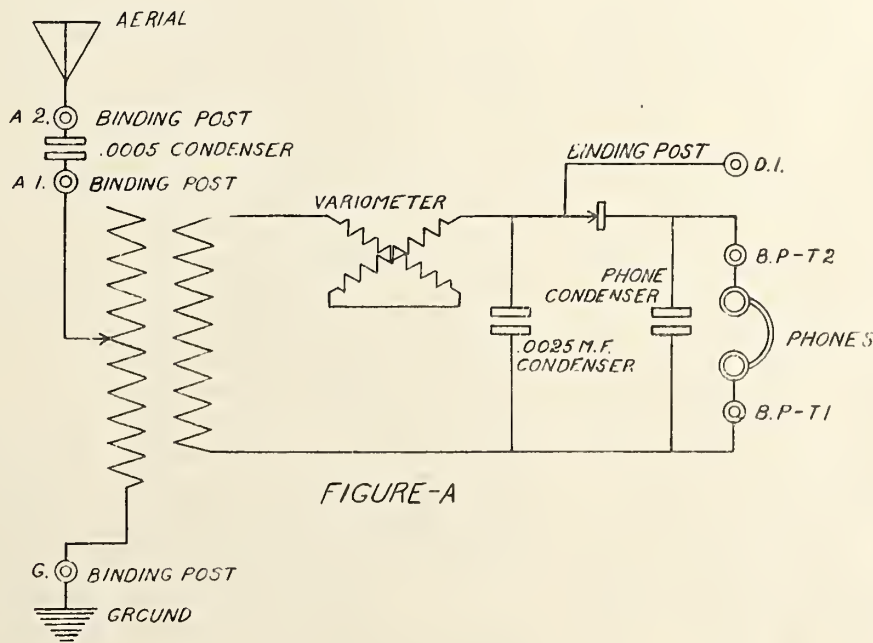 AERIAL
A 2. BINDING POST
.0005 CONDENSER
A 1. BINDING POST
BINDING POST
D.1.
VARIOMETER
B.P-T2
PHONE
CONDENSER
.0025 M.F.
CONDENSER
PHONES
B.P-T1
FIGURE-A
G. BINDING POST
GROUND